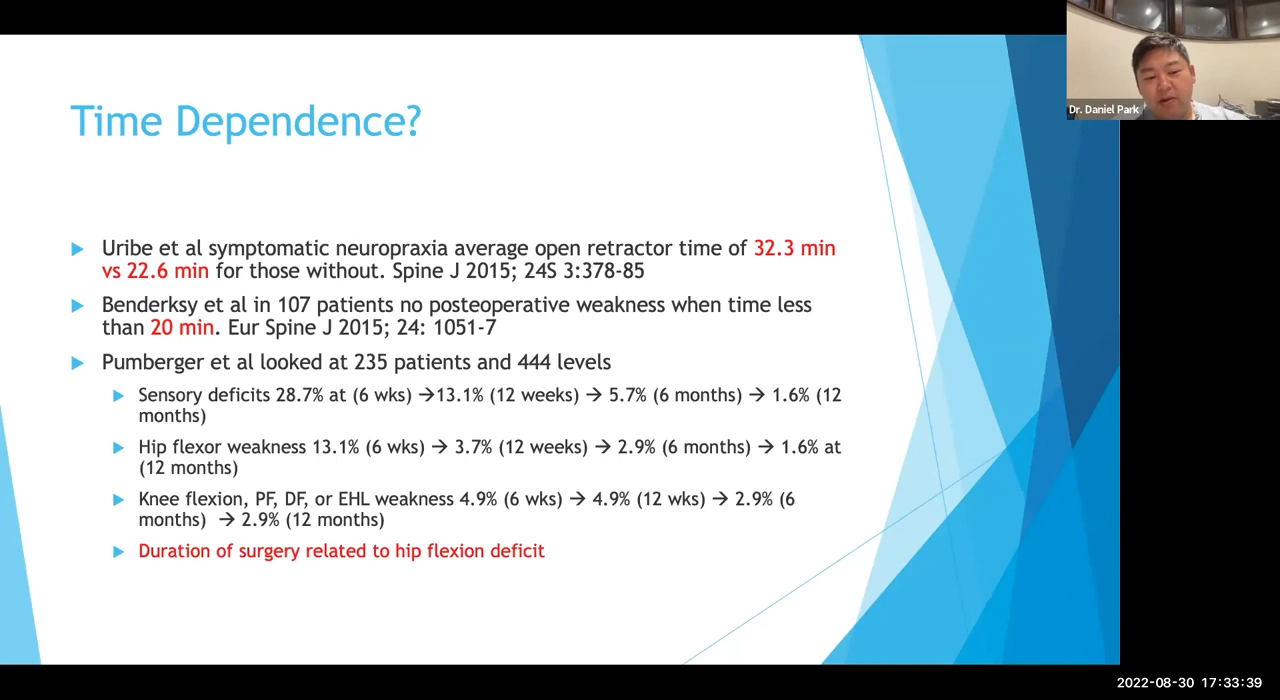 Dr. Daniel Park
Time Dependence?
Uribe et al symptomatic neuropraxia average open retractor time of 32.3 min
vs 22.6 min for those without. Spine J 2015; 24S 3:378-85
Benderksy et al in 107 patients no posteoperative weakness when time less
than 20 min. Eur Spine J 2015; 24: 1051-7
Pumberger et al looked at 235 patients and 444 levels
Sensory deficits 28.7% at (6 wks) →13.1% (12 weeks) → 5.7% (6 months) → 1.6% (12
months)
Hip flexor weakness 13.1% (6 wks) → 3.7% (12 weeks) → 2.9% (6 months) → 1.6% at
(12 months)
Knee flexion, PF, DF, or EHL weakness 4.9% (6 wks) → 4.9% (12 wks) → 2.9% (6
months) → 2.9% (12 months)
Duration of surgery related to hip flexion deficit
2022-08-30 17:33:39